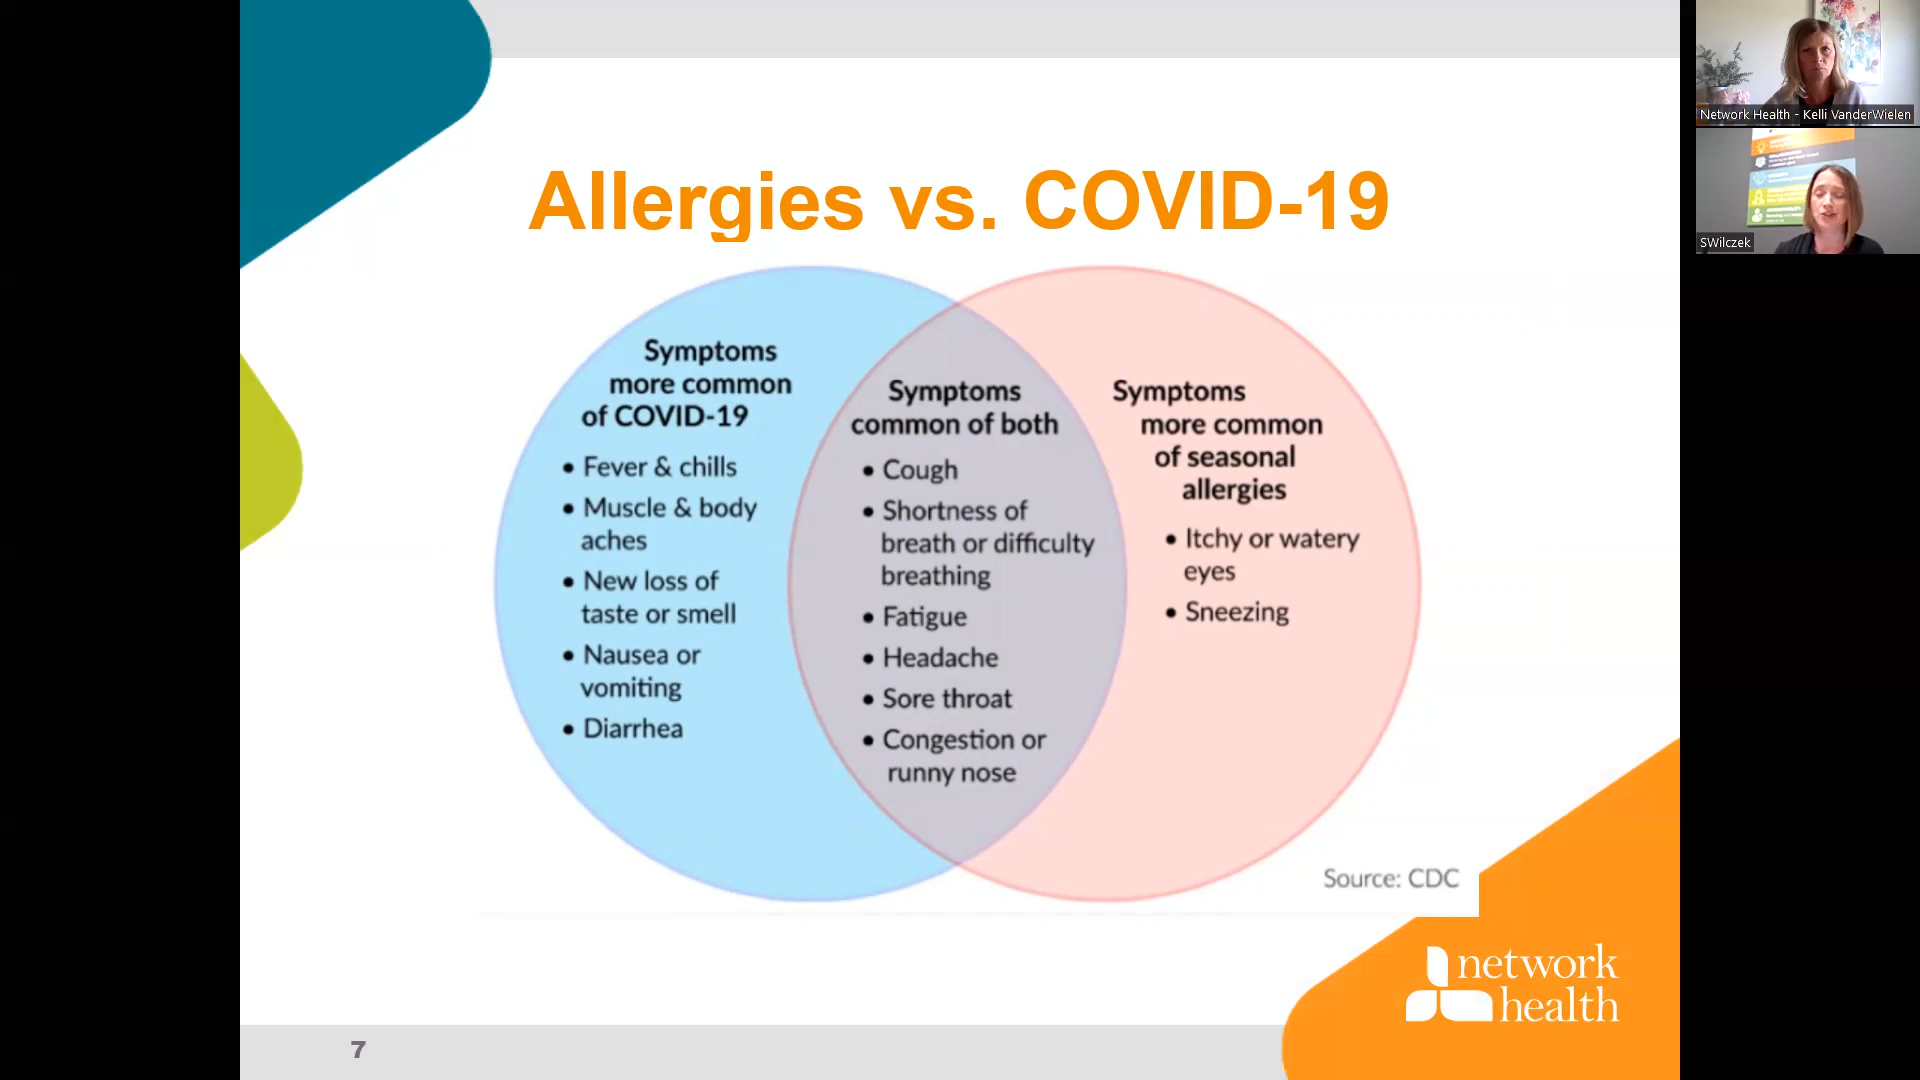 Allergies vs. COVID-19
Symptoms
more common
of COVID-19
• Fever & chills
• Muscle & body
aches
• New loss of
taste or smell
• Nausea or
vomiting
• Diarrhea
Symptoms
common of both
• Cough
• Shortness of
breath or difficulty
breathing
• Fatigue
• Headache
• Sore throat
• Congestion or
runny nose
Symptoms
more common
of seasonal
allergies
• Itchy or watery
eyes
• Sneezing
Source: CDC
network
health
7
Network Health - Kelli VanderWielen
SWilczek